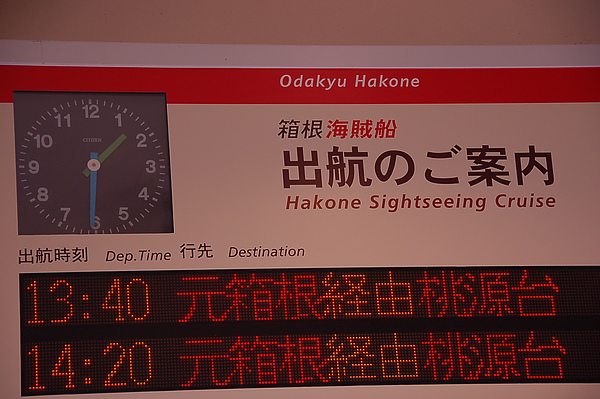 Odakyu Hakone
箱根海賊船
出航のご案内
Hakone Sightseeing Cruise
12
1
2
3
4
5
6
7
8
9
10
11
CITIZEN
出航時刻 Dep.Time 行先 Destination
13:40 元箱根経由桃源台
14:20 元箱根経由桃源台